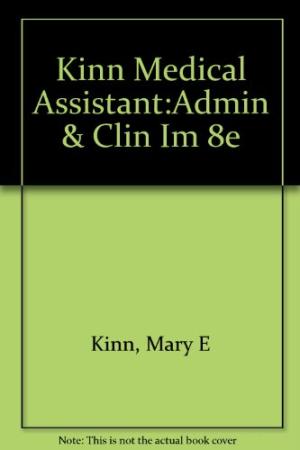 Kinn Medical
Assistant:Admin
& Clin Im 8e
Kinn, Mary E
Note: This is not the actual book cover